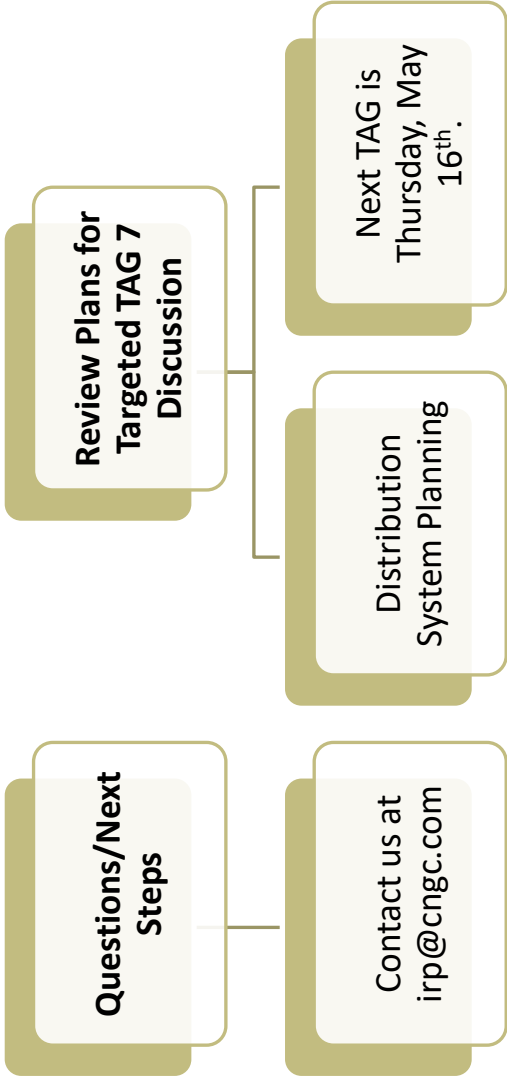 Questions/Next
Steps
Contact us at
irp@cngc.com
Review Plans for
Targeted TAG 7
Discussion
Distribution
System Planning
Next TAG is
Thursday, May
16th.